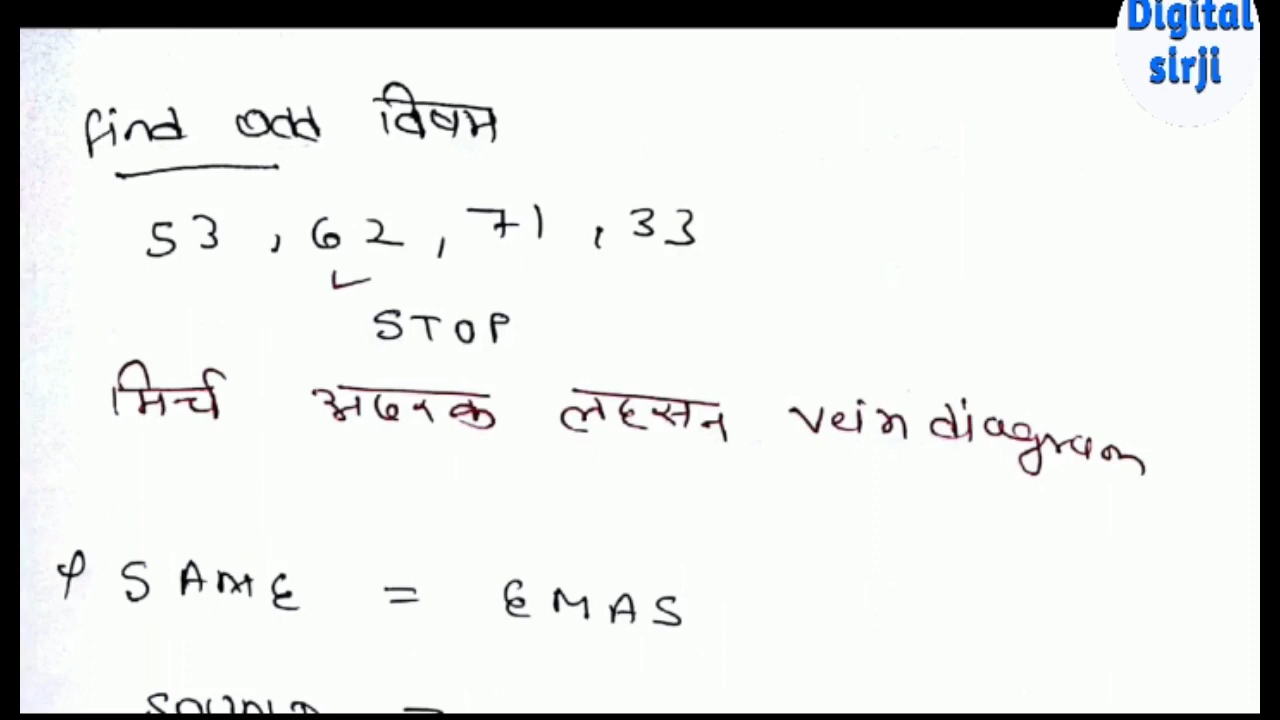 Digital
sirji
find odd विषम
53 , 62 , 71 , 33
STOP
मिर्च अदरक लहसन vein diagram
SAME = EMAS